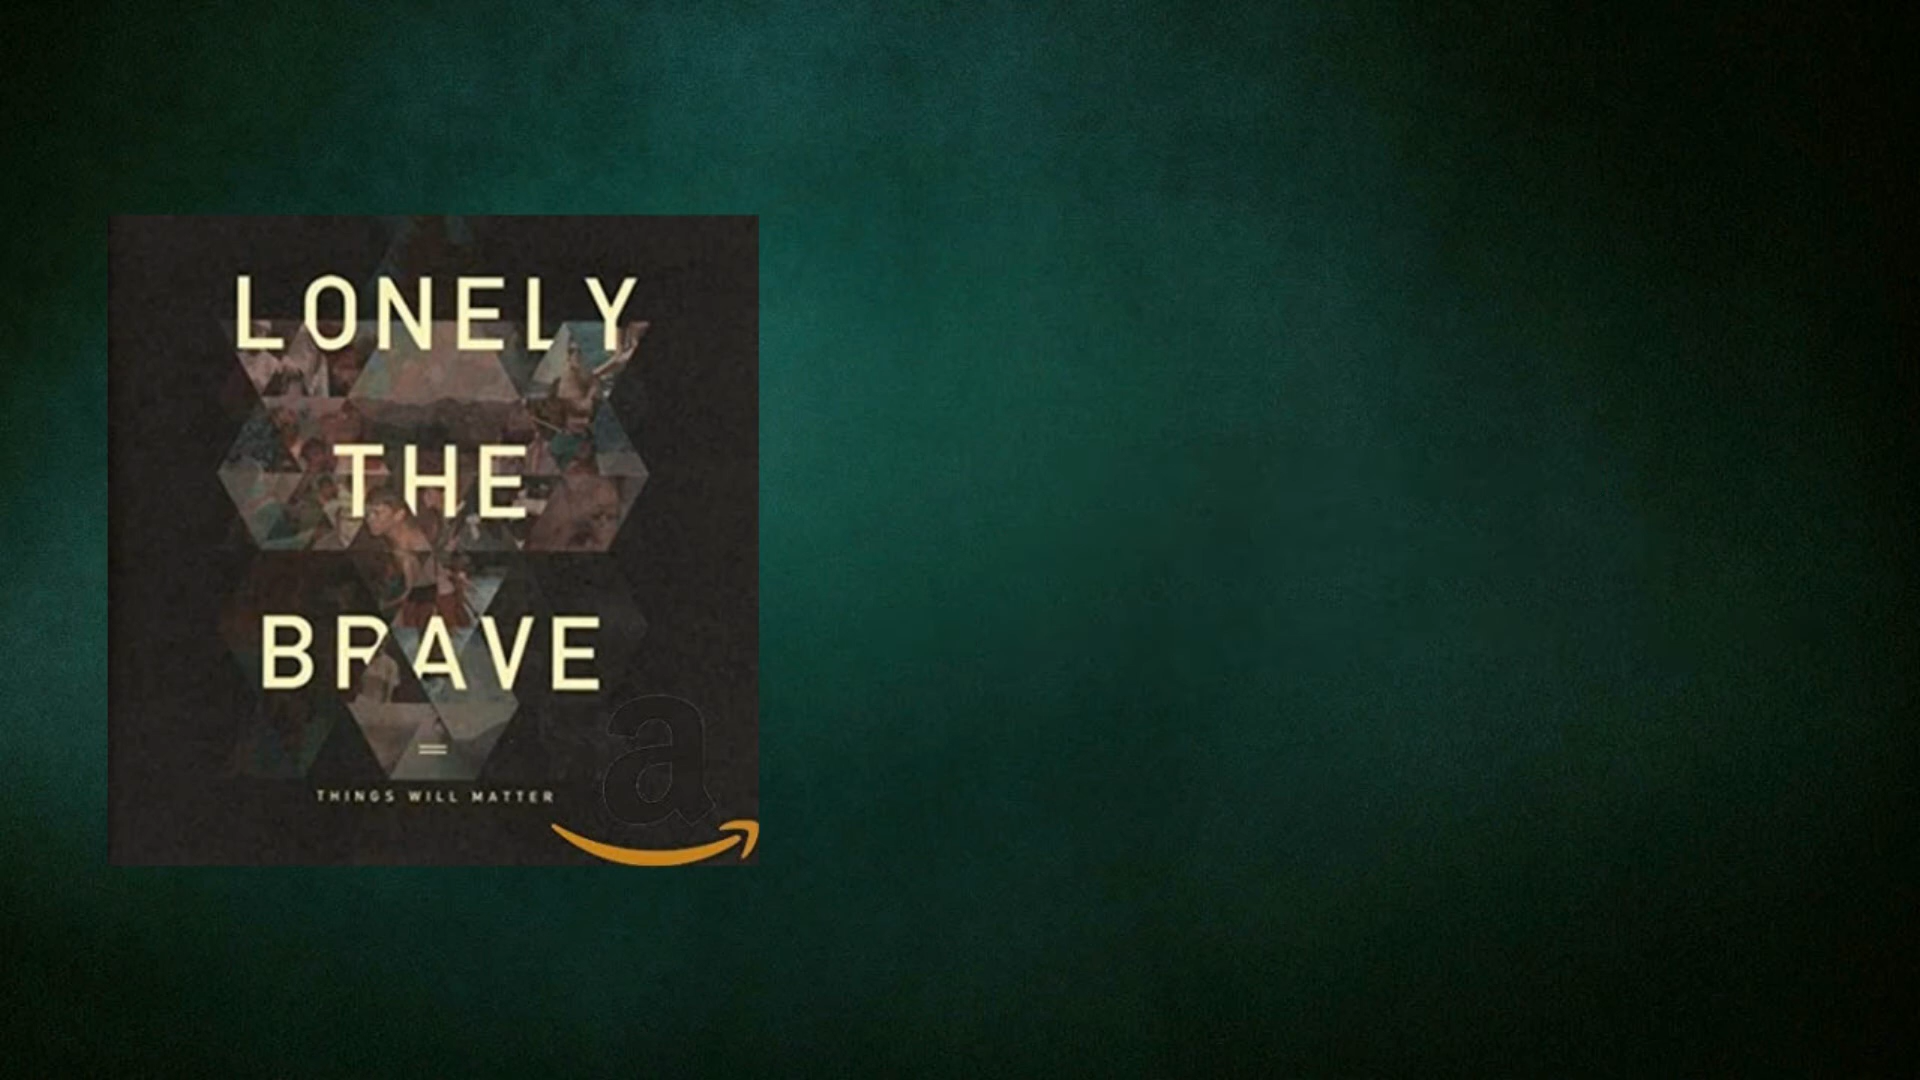 LONELY
THE
BRAVE
=
THINGS WILL MATTER
a